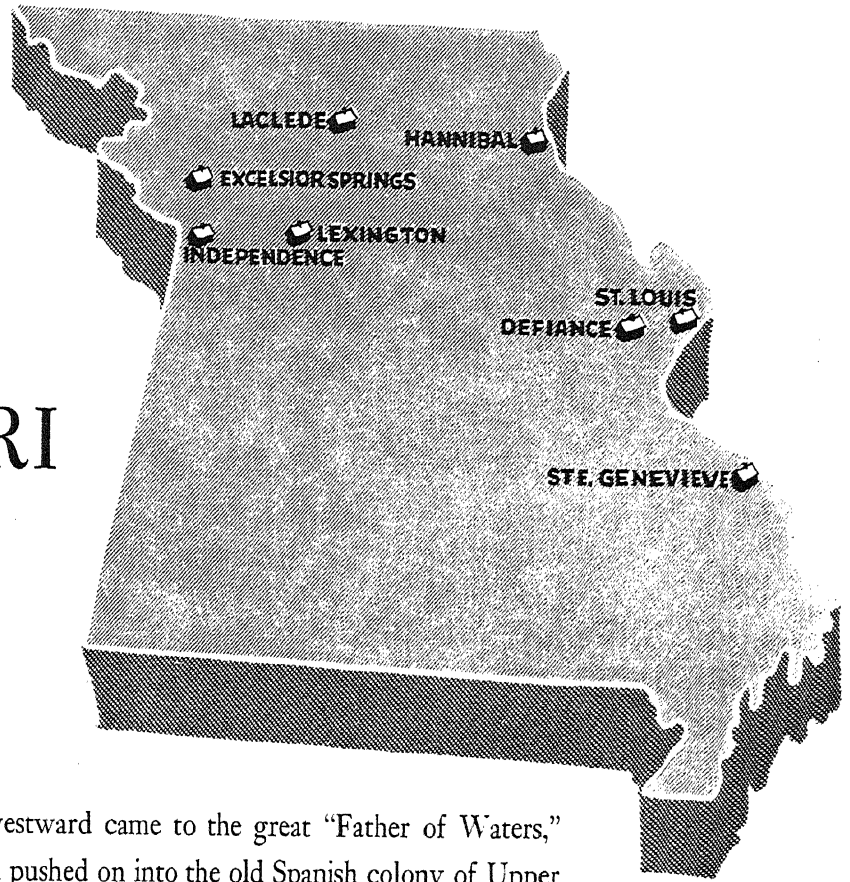 LACLEDE
HANNIBAL
EXCELSIOR SPRINGS
LEXINGTON
INDEPENDENCE
ST. LOUIS
DEFIANCE
RI
STE. GENEVIEVE
westward came to the great “Father of Waters,”
pushed on into the old Spanish colony of Upper